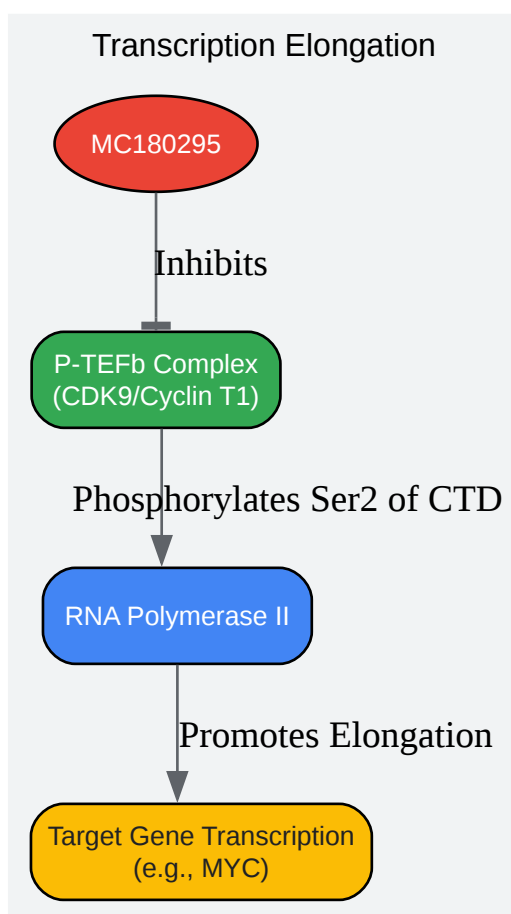 Transcription Elongation
MC180295
Inhibits
P-TEFb Complex
(CDK9/Cyclin T1)
Phosphorylates Ser2 of CTD
RNA Polymerase II
Promotes Elongation
Target Gene Transcription
(e.g., MYC)